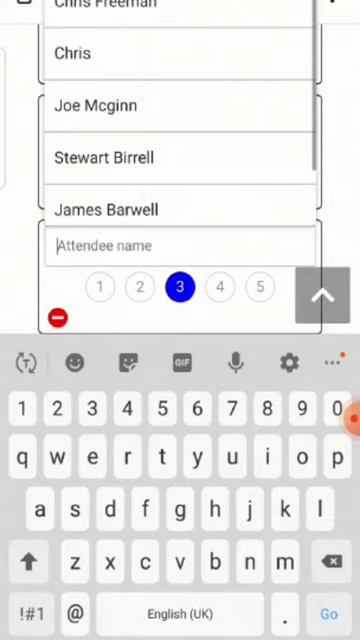 Chris Freeman
Chris
Joe Mcginn
Stewart Birrell
James Barwell
Attendee name
1 2 3 4 5
GIF
1 2 3 4 5 6 7 8 9 0
q w e r t y u i o p
a s d f g h j k l
z x c v b n m
!#1 @ English (UK) . Go